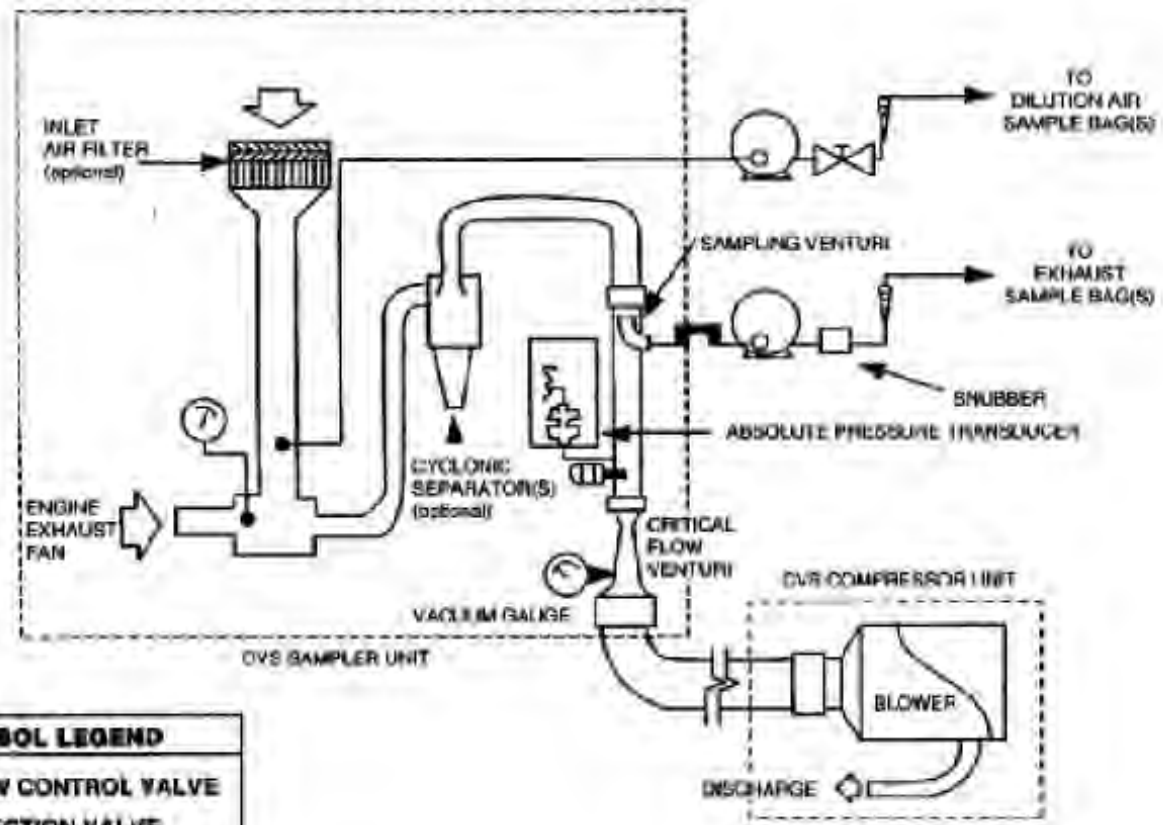 INLET
AIR FILTER
(optional)
TO
DILUTION AIR
SAMPLE BAG(S)
SAMPLING VENTURI
TO
EXHAUST
SAMPLE BAG(S)
SNUBBER
ABSOLUTE PRESSURE TRANSDUCER
CYCLONIC
SEPARATOR(S)
(optional)
T
ENGINE
EXHAUST
FAN
CRITICAL
FLOW
VENTURI
VACUUM GAUGE
CVS COMPRESSOR UNIT
CVS SAMPLER UNIT
BLOWER
DISCHARGE
BOL LEGEND
W CONTROL VALVE